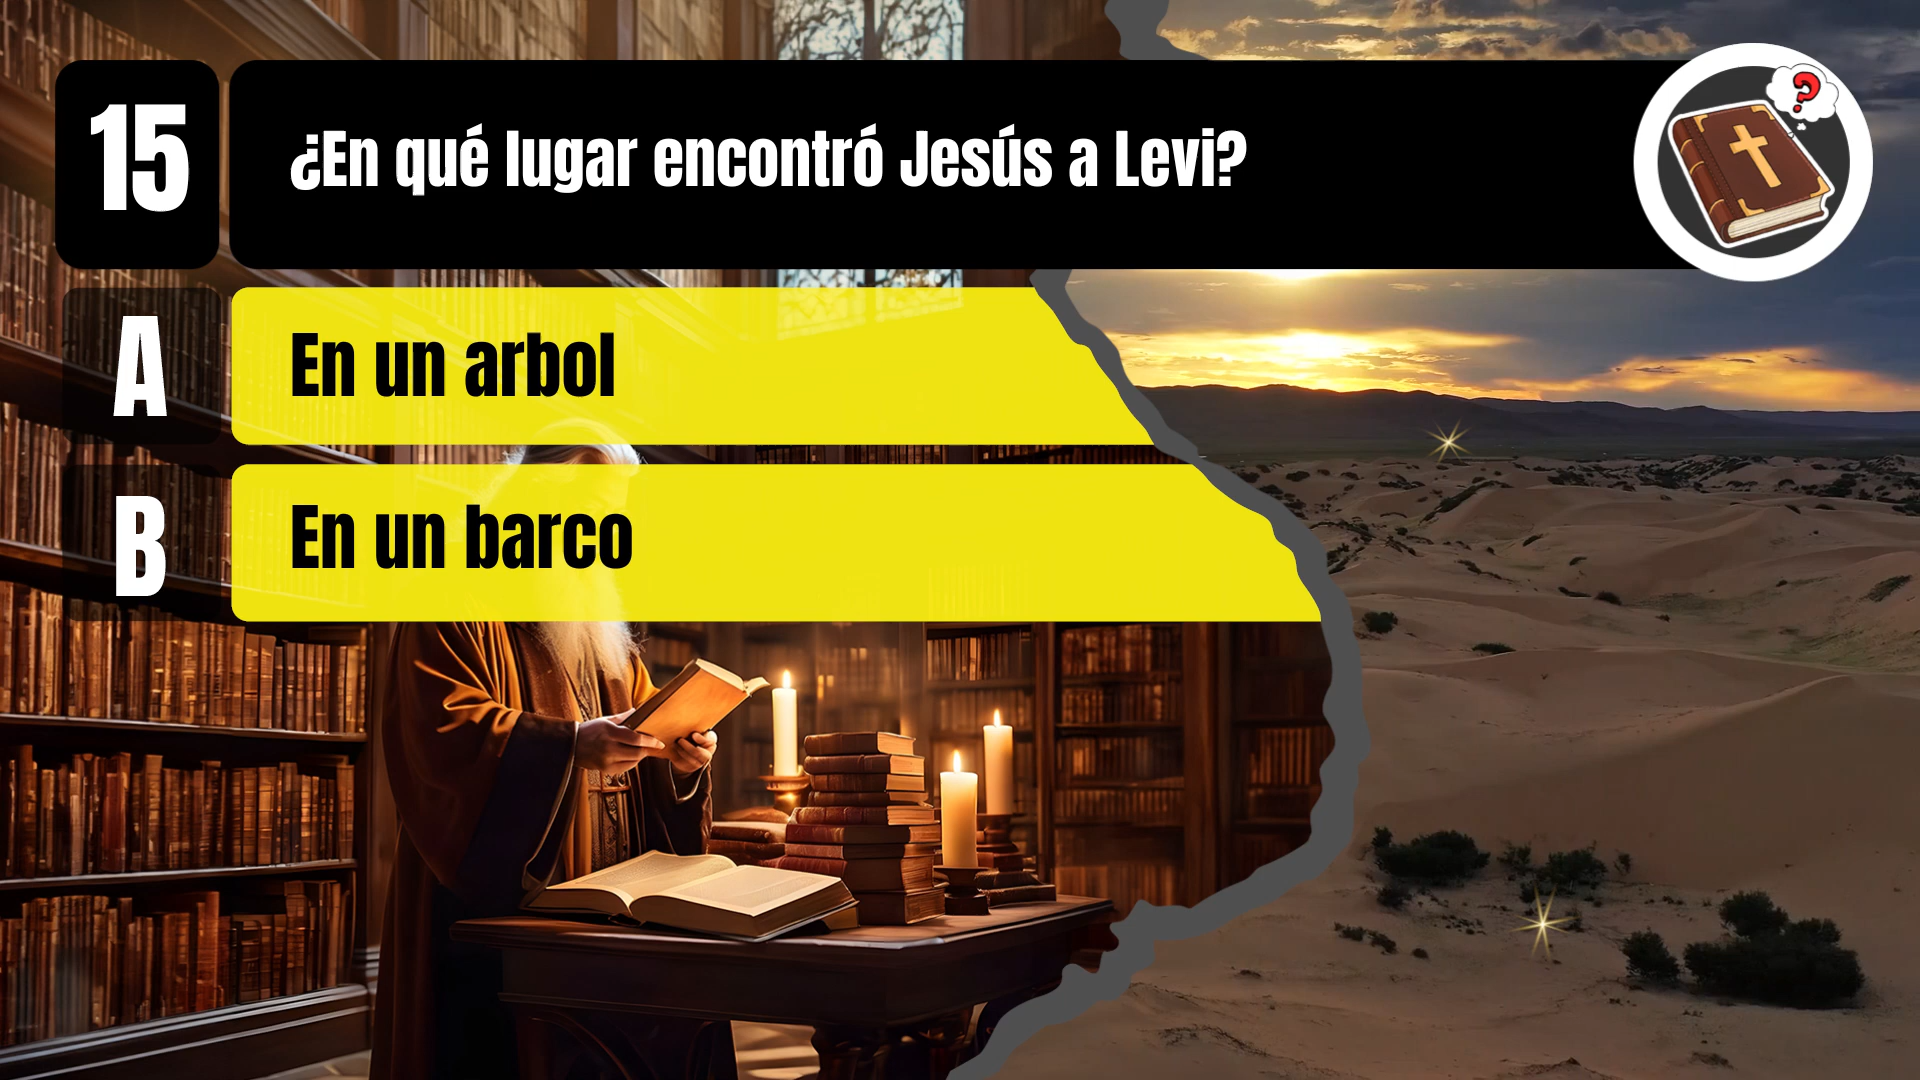 15
¿En qué lugar encontró Jesús a Levi?
?
A
En un arbol
B
En un barco